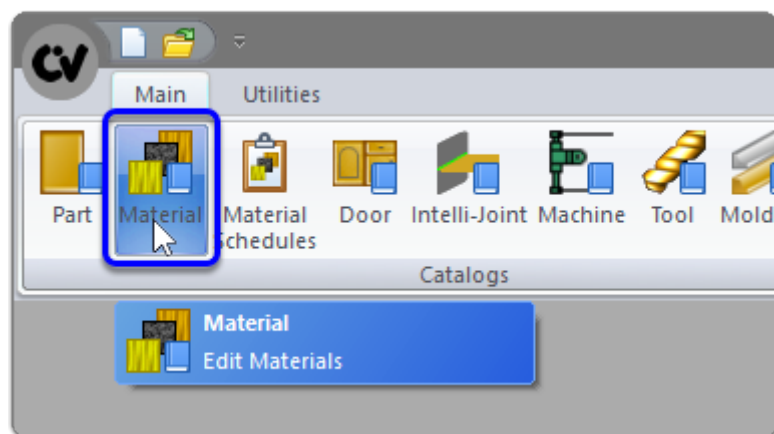 CV
Main Utilities
Part Material Material Schedules Door Intelli-Joint Machine Tool Mold
Catalogs
Material
Edit Materials